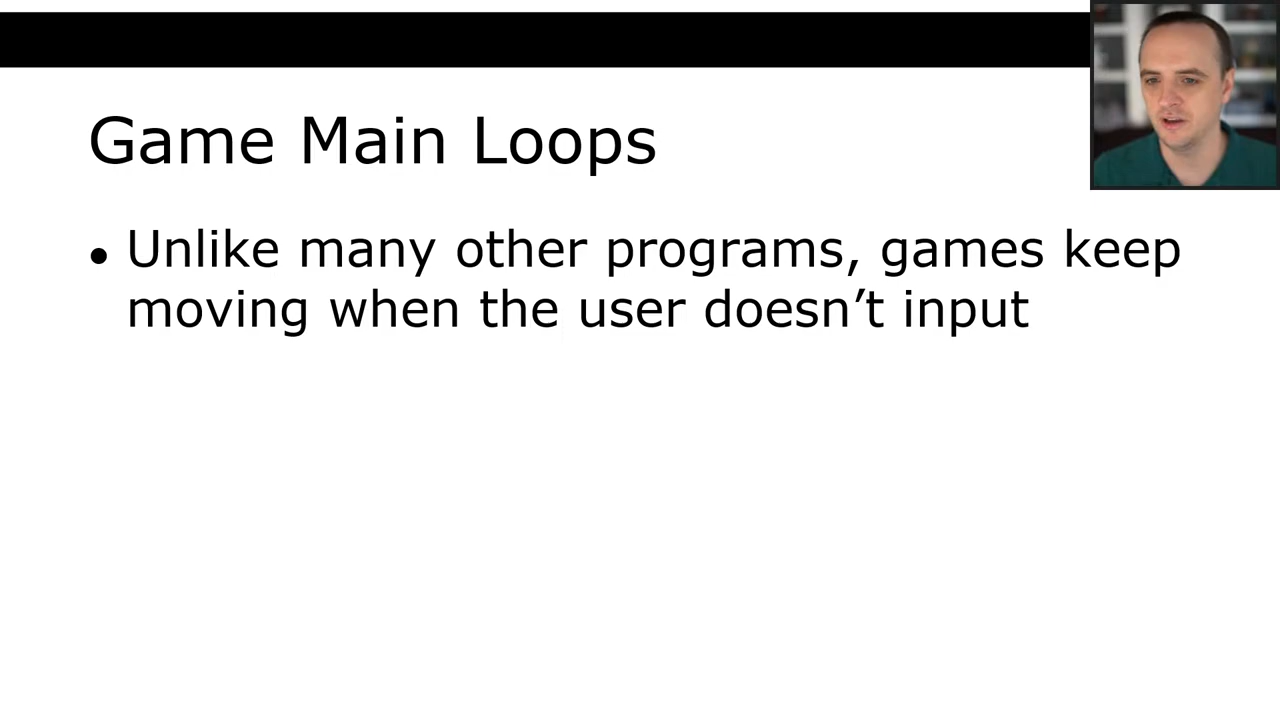 Game Main Loops
● Unlike many other programs, games keep
moving when the user doesn’t input